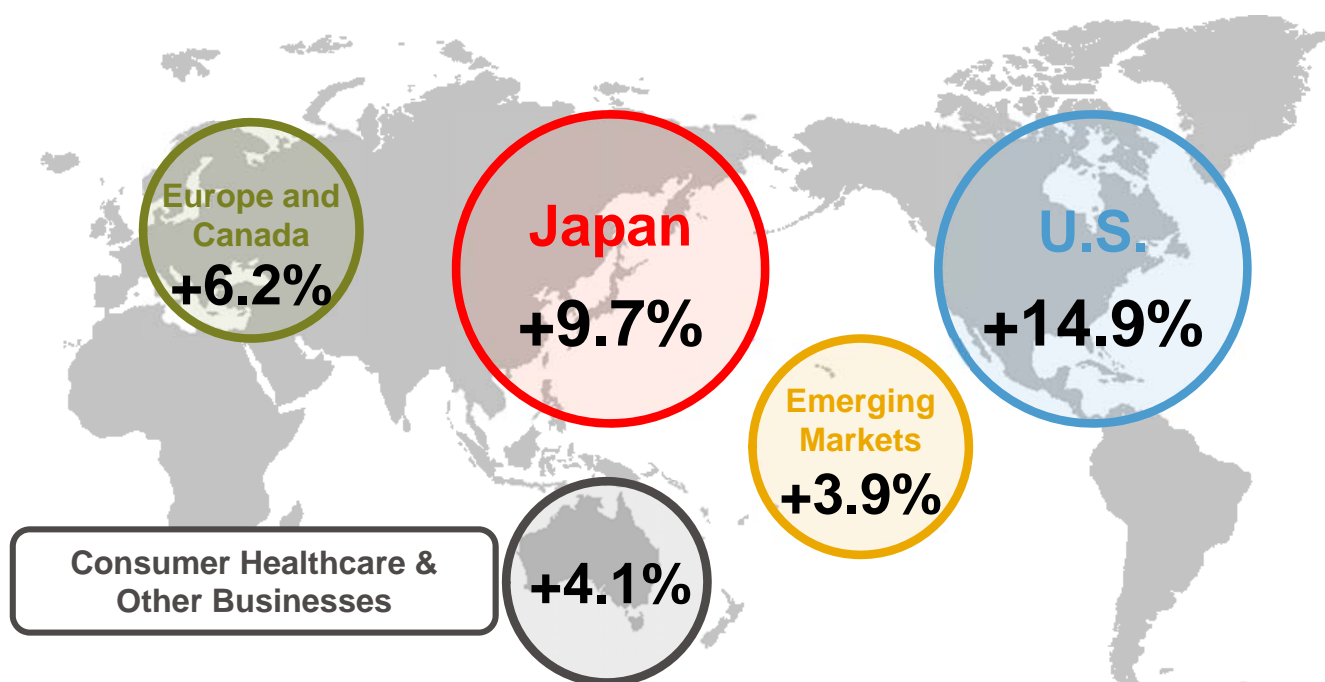 Europe and
Canada
+6.2%
Japan
+9.7%
U.S.
+14.9%
Emerging
Markets
+3.9%
Consumer Healthcare &
Other Businesses
+4.1%